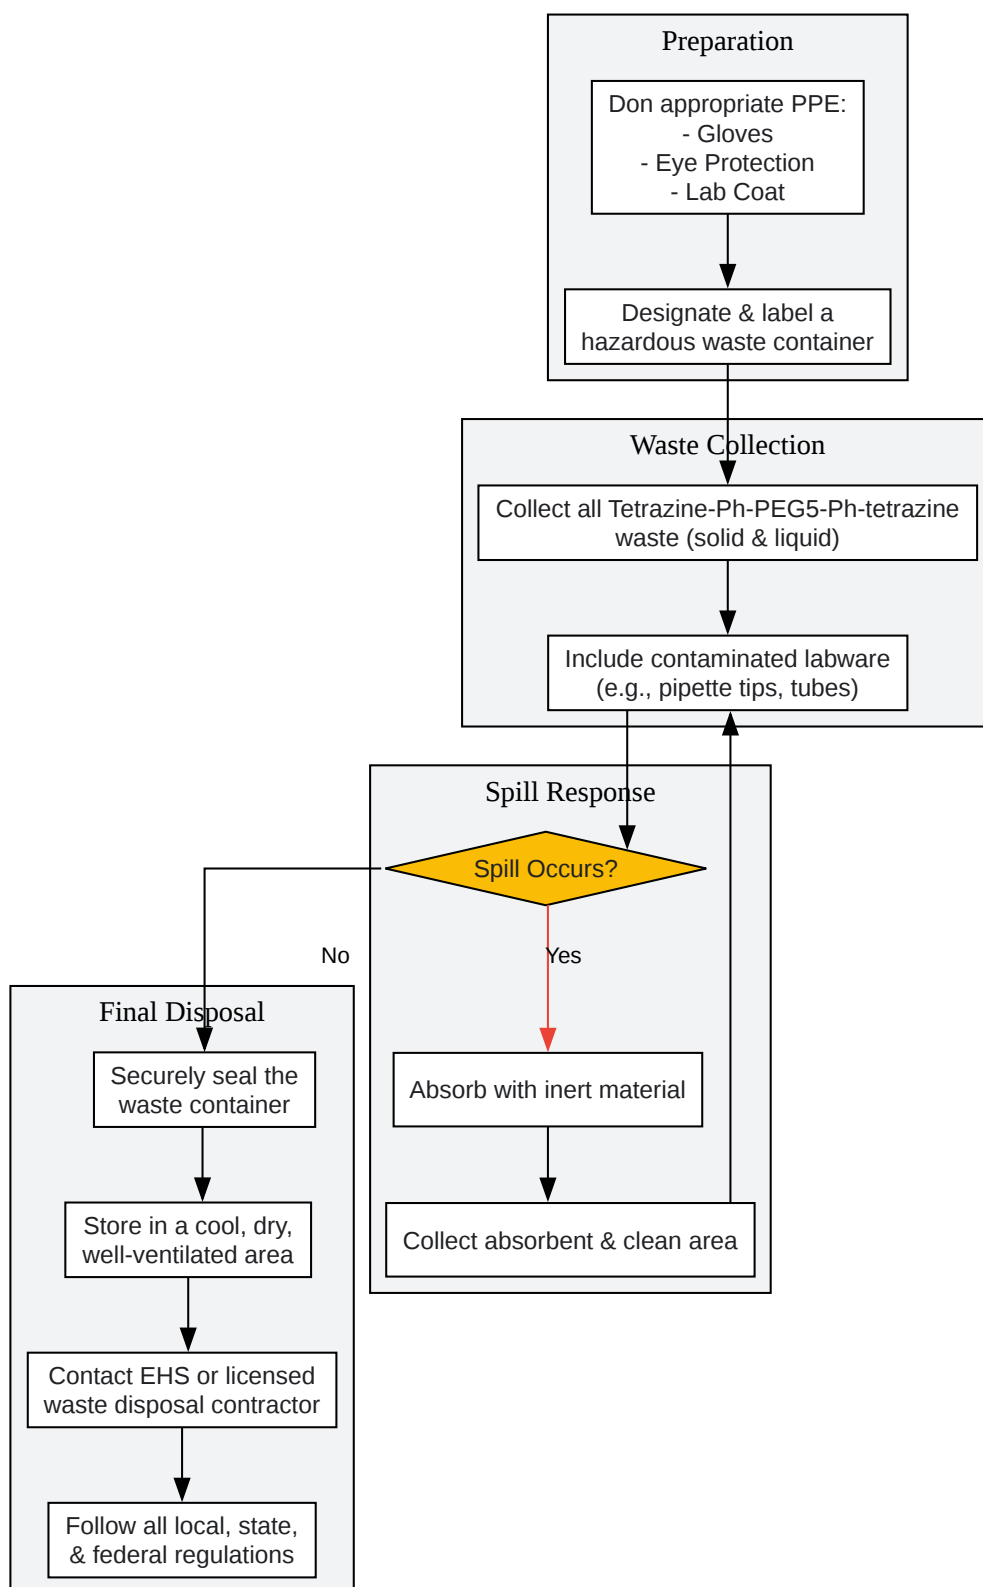 Preparation
Don appropriate PPE:
- Gloves
- Eye Protection
- Lab Coat
Designate & label a
hazardous waste container
Waste Collection
Collect all Tetrazine-Ph-PEG5-Ph-tetrazine
waste (solid & liquid)
Include contaminated labware
(e.g., pipette tips, tubes)
Spill Response
Spill Occurs?
No
Yes
Absorb with inert material
Collect absorbent & clean area
Final Disposal
Securely seal the
waste container
Store in a cool, dry,
well-ventilated area
Contact EHS or licensed
waste disposal contractor
Follow all local, state,
& federal regulations